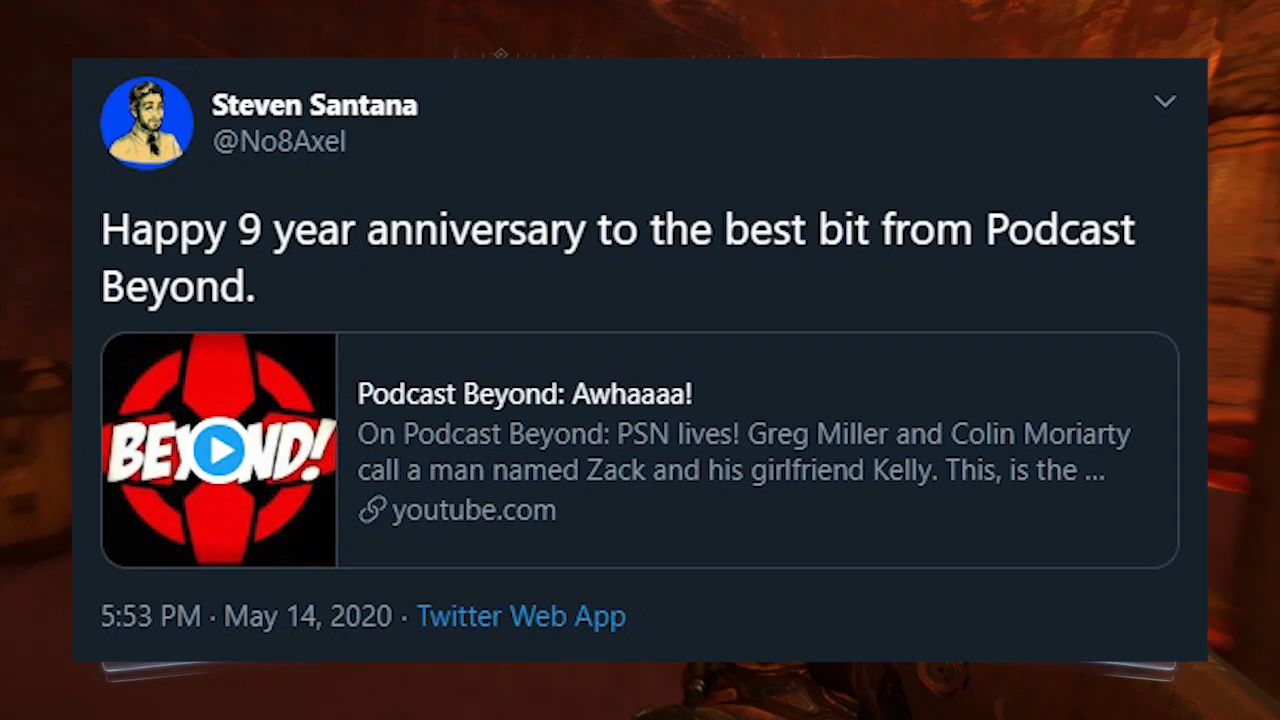 Steven Santana
@No8Axel
Happy 9 year anniversary to the best bit from Podcast
Beyond.
BEYOND!
Podcast Beyond: Awhaaaa!
On Podcast Beyond: PSN lives! Greg Miller and Colin Moriarty
call a man named Zack and his girlfriend Kelly. This, is the ...
youtube.com
5:53 PM · May 14, 2020 · Twitter Web App